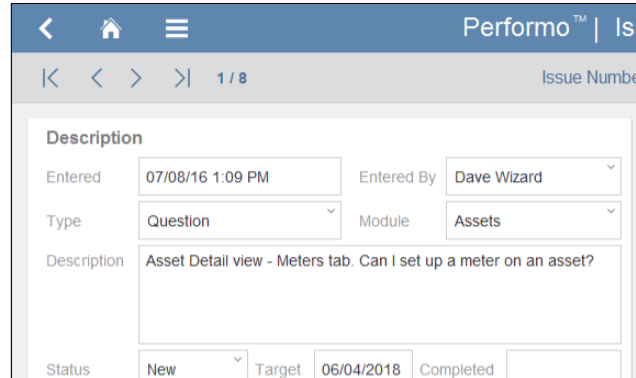 Performo™ | Is
1 / 8 Issue Numbe
Description
Entered 07/08/16 1:09 PM Entered By Dave Wizard
Type Question Module Assets
Description Asset Detail view - Meters tab. Can I set up a meter on an asset?
Status New Target 06/04/2018 Completed